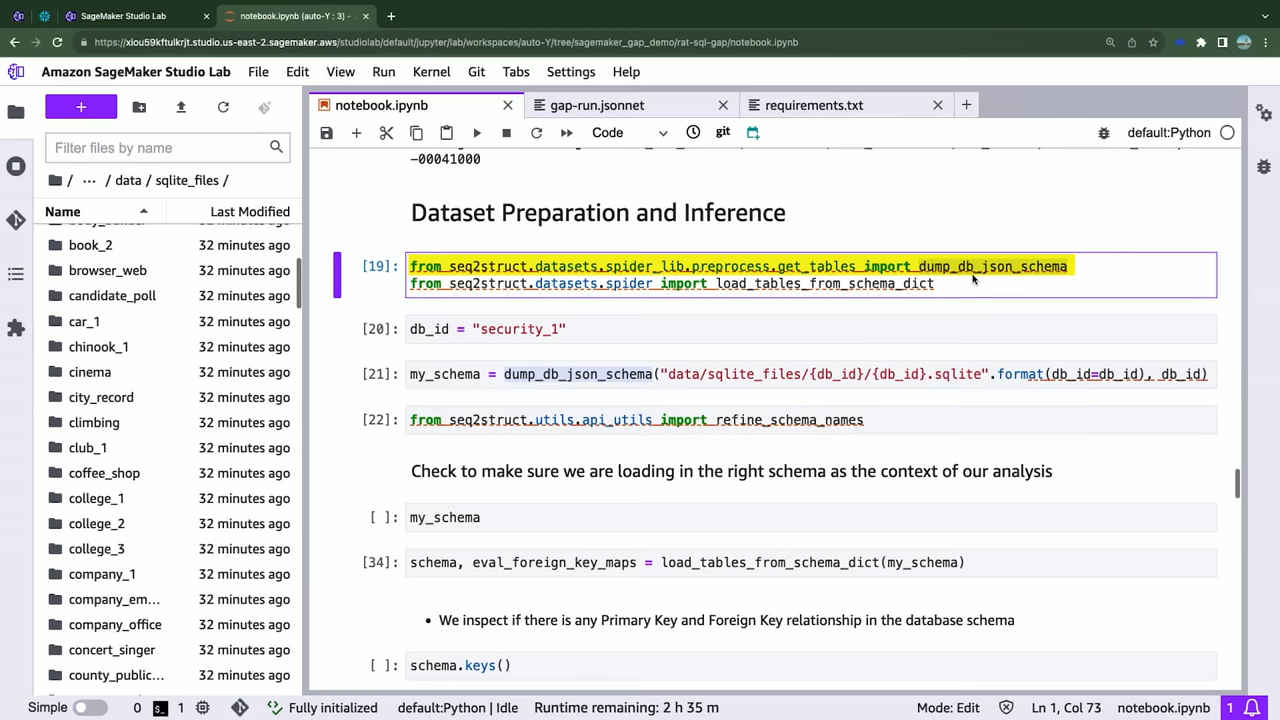 SageMaker Studio Lab
notebook.ipynb (auto-Y : 3) -
https://xiou59kftulkrjt.studio.us-east-2.sagemaker.aws/studiolab/default/jupyter/lab/workspaces/auto-Y/tree/sagemaker_gap_demo/rat-sql-gap/notebook.ipynb
Amazon SageMaker Studio Lab File Edit View Run Kernel Git Tabs Settings Help
notebook.ipynb gap-run.jsonnet requirements.txt
Code git default:Python
Filter files by name
/ ··· / data / sqlite_files /
Name Last Modified
32 minutes ago
book_2 32 minutes ago
browser_web 32 minutes ago
candidate_poll 32 minutes ago
car_1 32 minutes ago
chinook_1 32 minutes ago
cinema 32 minutes ago
city_record 32 minutes ago
climbing 32 minutes ago
club_1 32 minutes ago
coffee_shop 32 minutes ago
college_1 32 minutes ago
college_2 32 minutes ago
college_3 32 minutes ago
company_1 32 minutes ago
company_em... 32 minutes ago
company_office 32 minutes ago
concert_singer 32 minutes ago
county_public... 32 minutes ago
-00041000
Dataset Preparation and Inference
[19]: from seq2struct.datasets.spider_lib.preprocess.get_tables import dump_db_json_schema
from seq2struct.datasets.spider import load_tables_from_schema_dict
[20]: db_id = "security_1"
[21]: my_schema = dump_db_json_schema("data/sqlite_files/{db_id}/{db_id}.sqlite".format(db_id=db_id), db_id)
[22]: from seq2struct.utils.api_utils import refine_schema_names
Check to make sure we are loading in the right schema as the context of our analysis
[ ]: my_schema
[34]: schema, eval_foreign_key_maps = load_tables_from_schema_dict(my_schema)
• We inspect if there is any Primary Key and Foreign Key relationship in the database schema
[ ]: schema.keys()
Simple 0 1 Fully initialized default:Python | Idle Runtime remaining: 2 h 35 m Mode: Edit Ln 1, Col 73 notebook.ipynb 1